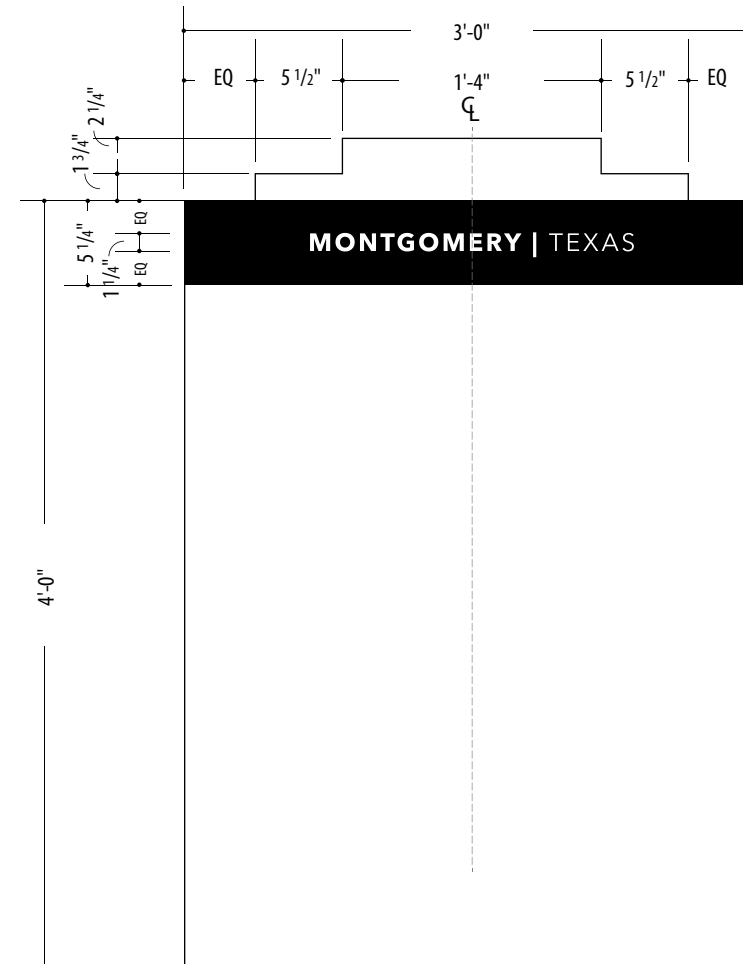 3'-0"
EQ 5 1/2" 1'-4" 5 1/2" EQ
CL
2 1/4"
1 3/4"
EQ
5 1/4"
1 1/4"
EQ
MONTGOMERY | TEXAS
4'-0"